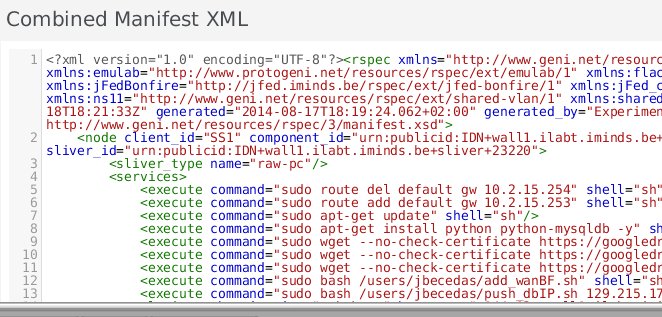 Combined Manifest XML
1 <?xml version="1.0" encoding="UTF-8"?><rspec xmlns="http://www.geni.net/resourc
xmlns:emulab="http://www.protogeni.net/resources/rspec/ext/emulab/1" xmlns:flac
xmlns:jFedBonfire="http://jfed.iminds.be/rspec/ext/jfed-bonfire/1" xmlns:jFed_c
xmlns:ns11="http://www.geni.net/resources/rspec/ext/shared-vlan/1" xmlns:shared
18T18:21:33Z" generated="2014-08-17T18:19:24.062+02:00" generated_by="Experimen
http://www.geni.net/resources/rspec/3/manifest.xsd">
2 <node client_id="SS1" component_id="urn:publicid:IDN+wall1.ilabt.iminds.be+
sliver_id="urn:publicid:IDN+wall1.ilabt.iminds.be+sliver+23220">
3 <sliver_type name="raw-pc"/>
4 <services>
5 <execute command="sudo route del default gw 10.2.15.254" shell="sh"
6 <execute command="sudo route add default gw 10.2.15.253" shell="sh"
7 <execute command="sudo apt-get update" shell="sh"/>
8 <execute command="sudo apt-get install python python-mysqldb -y" sh
9 <execute command="sudo wget --no-check-certificate https://googledr
10 <execute command="sudo wget --no-check-certificate https://googledr
11 <execute command="sudo wget --no-check-certificate https://googledr
12 <execute command="sudo bash /users/jbecedas/add_wanBF.sh" shell="sh
13 <execute command="sudo bash /users/jbecedas/push_dbIP.sh 129.215.17